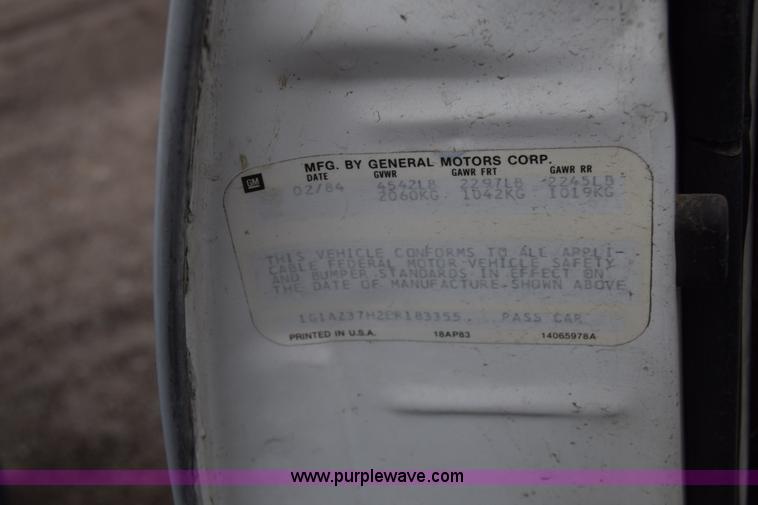 MFG. BY GENERAL MOTORS CORP.
GM DATE GVWR GAWR FRT GAWR RR
02/84 4542LB 2297LB 2245LB
2060KG 1042KG 1019KG
THIS VEHICLE CONFORMS TO ALL APPLI-
CABLE FEDERAL MOTOR VEHICLE SAFETY
AND BUMPER STANDARDS IN EFFECT ON
THE DATE OF MANUFACTURE SHOWN ABOVE
1G1AZ37H2ER183355 PASS CAR
PRINTED IN U.S.A. 18AP83 14065978A
www.purplewave.com